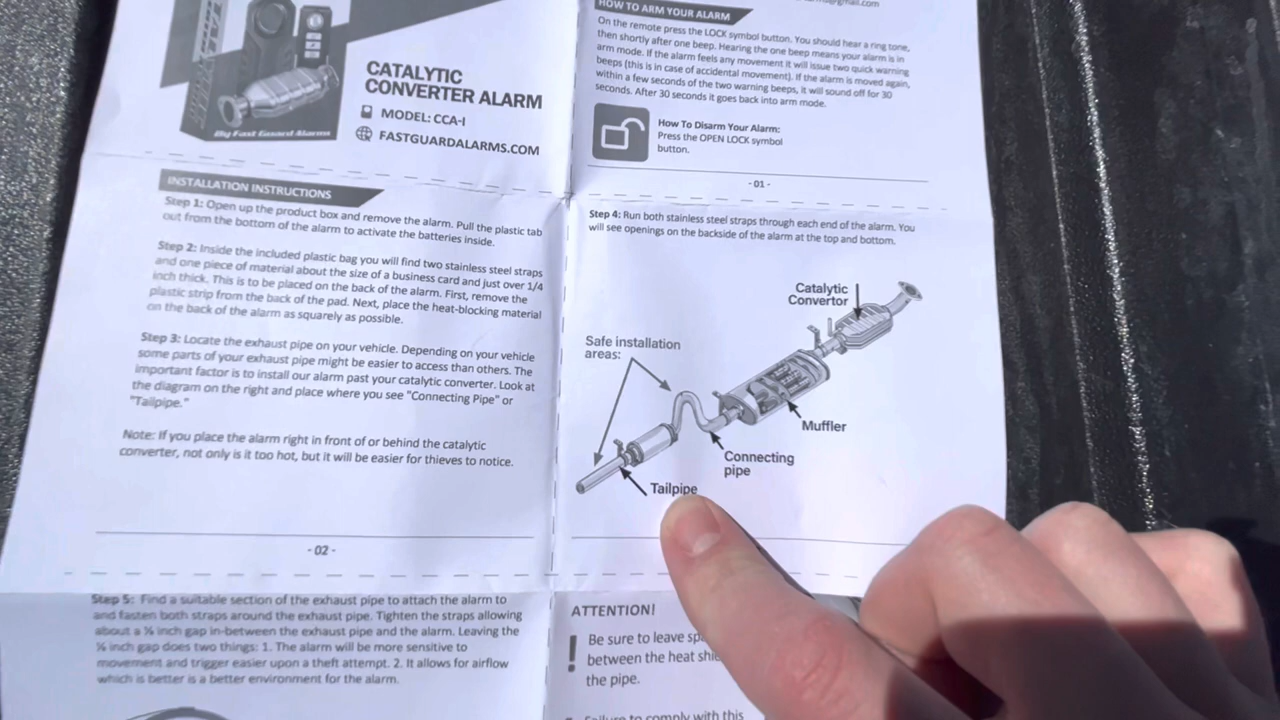 By Fast Guard Alarms
CATALYTIC
CONVERTER ALARM
MODEL: CCA-I
FASTGUARDALARMS.COM
@gmail.com
HOW TO ARM YOUR ALARM
On the remote press the LOCK symbol button. You should hear a ring tone,
then shortly after one beep. Hearing the one beep means your alarm is in
arm mode. If the alarm feels any movement it will issue two quick warning
beeps (this is in case of accidental movement). If the alarm is moved again,
within a few seconds of the two warning beeps, it will sound off for 30
seconds. After 30 seconds it goes back into arm mode.
How To Disarm Your Alarm:
Press the OPEN LOCK symbol
button.
- 01 -
INSTALLATION INSTRUCTIONS
Step 1: Open up the product box and remove the alarm. Pull the plastic tab
out from the bottom of the alarm to activate the batteries inside.
Step 2: Inside the included plastic bag you will find two stainless steel straps
and one piece of material about the size of a business card and just over 1/4
inch thick. This is to be placed on the back of the alarm. First, remove the
plastic strip from the back of the pad. Next, place the heat-blocking material
on the back of the alarm as squarely as possible.
Step 3: Locate the exhaust pipe on your vehicle. Depending on your vehicle
some parts of your exhaust pipe might be easier to access than others. The
important factor is to install our alarm past your catalytic converter. Look at
the diagram on the right and place where you see "Connecting Pipe" or
"Tailpipe."
Note: If you place the alarm right in front of or behind the catalytic
converter, not only is it too hot, but it will be easier for thieves to notice.
- 02 -
Step 4: Run both stainless steel straps through each end of the alarm. You
will see openings on the backside of the alarm at the top and bottom.
Catalytic
Convertor
Safe installation
areas:
Muffler
Connecting
pipe
Tailpipe
Step 5: Find a suitable section of the exhaust pipe to attach the alarm to
and fasten both straps around the exhaust pipe. Tighten the straps allowing
about a ¼ inch gap in-between the exhaust pipe and the alarm. Leaving the
¼ inch gap does two things: 1. The alarm will be more sensitive to
movement and trigger easier upon a theft attempt. 2. It allows for airflow
which is better is a better environment for the alarm.
ATTENTION!
Be sure to leave
between the heat
the pipe.
Failure to comply with this